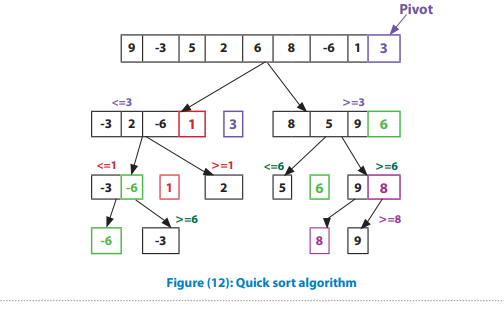 Pivot
9 -3 5 2 6 8 -6 1 3
<=3 >=3
-3 2 -6 1 3 8 5 9 6
<=1 >=1 <=6 >=6
-3 -6 1 2 5 6 9 8
>=6 >=8
-6 -3 8 9
Figure (12): Quick sort algorithm